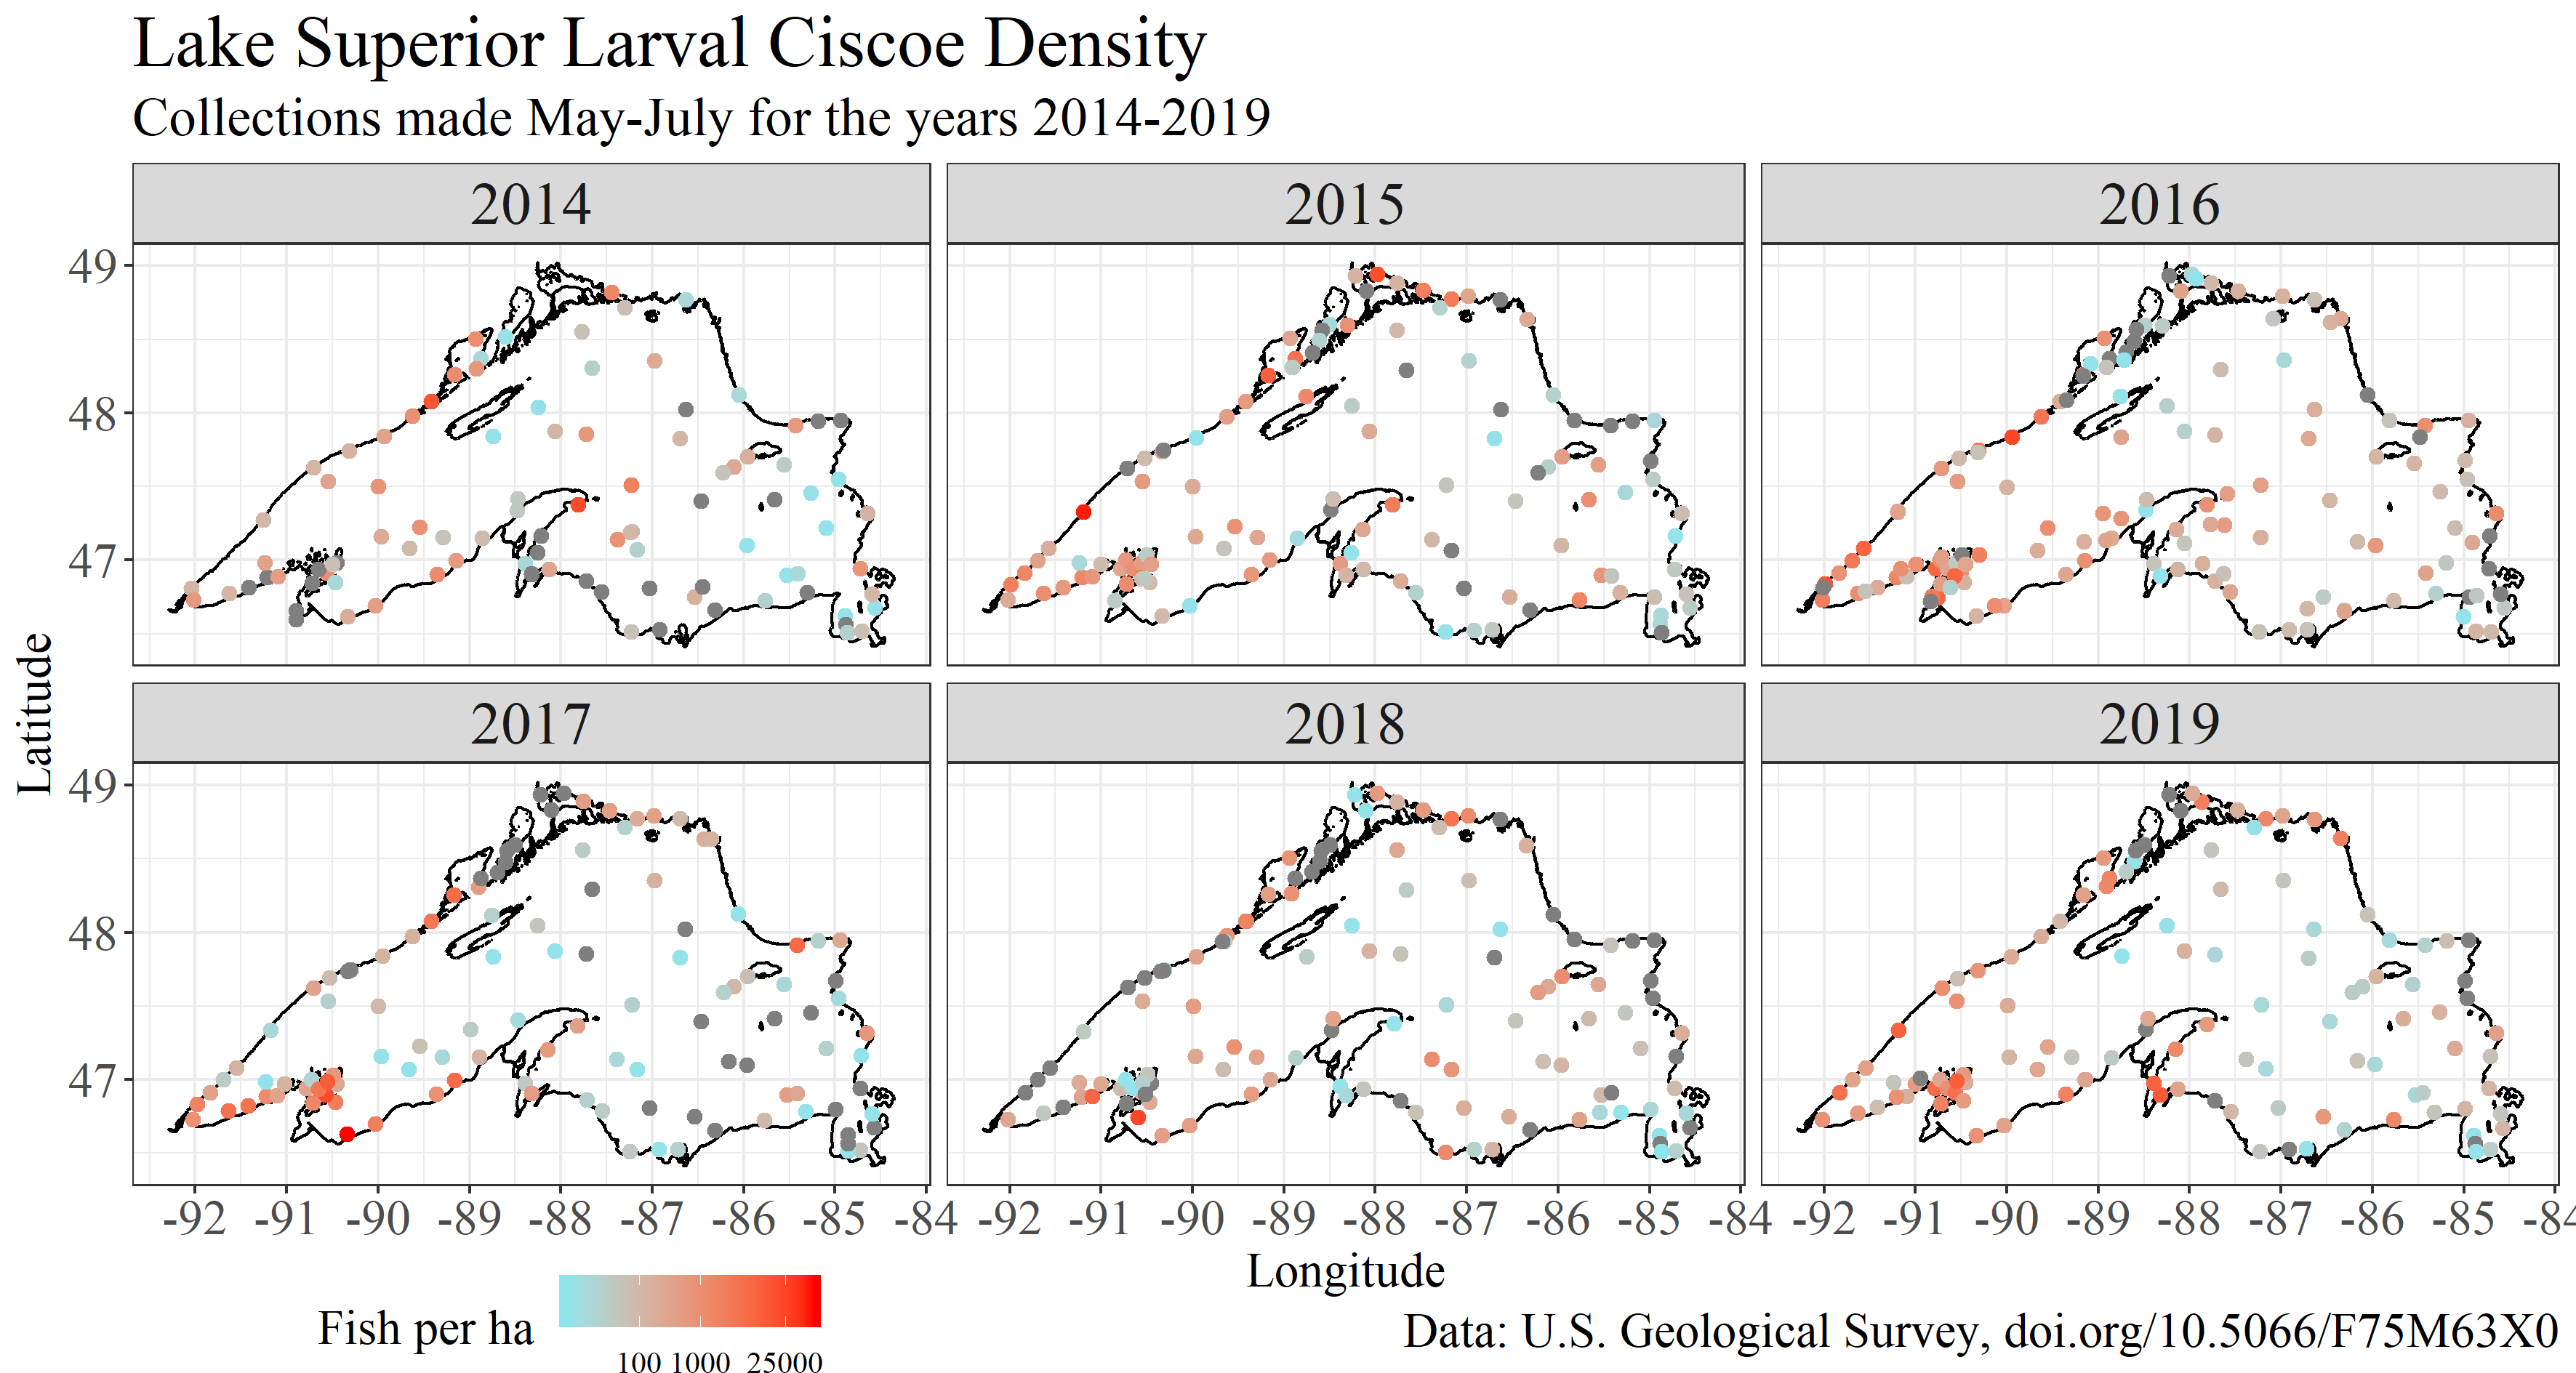 Lake Superior Larval Ciscoe Density
Collections made May-July for the years 2014-2019
2014 2015 2016
49
48
47
2017 2018 2019
49
48
47
Latitude
-92 -91 -90 -89 -88 -87 -86 -85 -84 -92 -91 -90 -89 -88 -87 -86 -85 -84 -92 -91 -90 -89 -88 -87 -86 -85 -84
Longitude
Fish per ha
100 1000 25000
Data: U.S. Geological Survey, doi.org/10.5066/F75M63X0